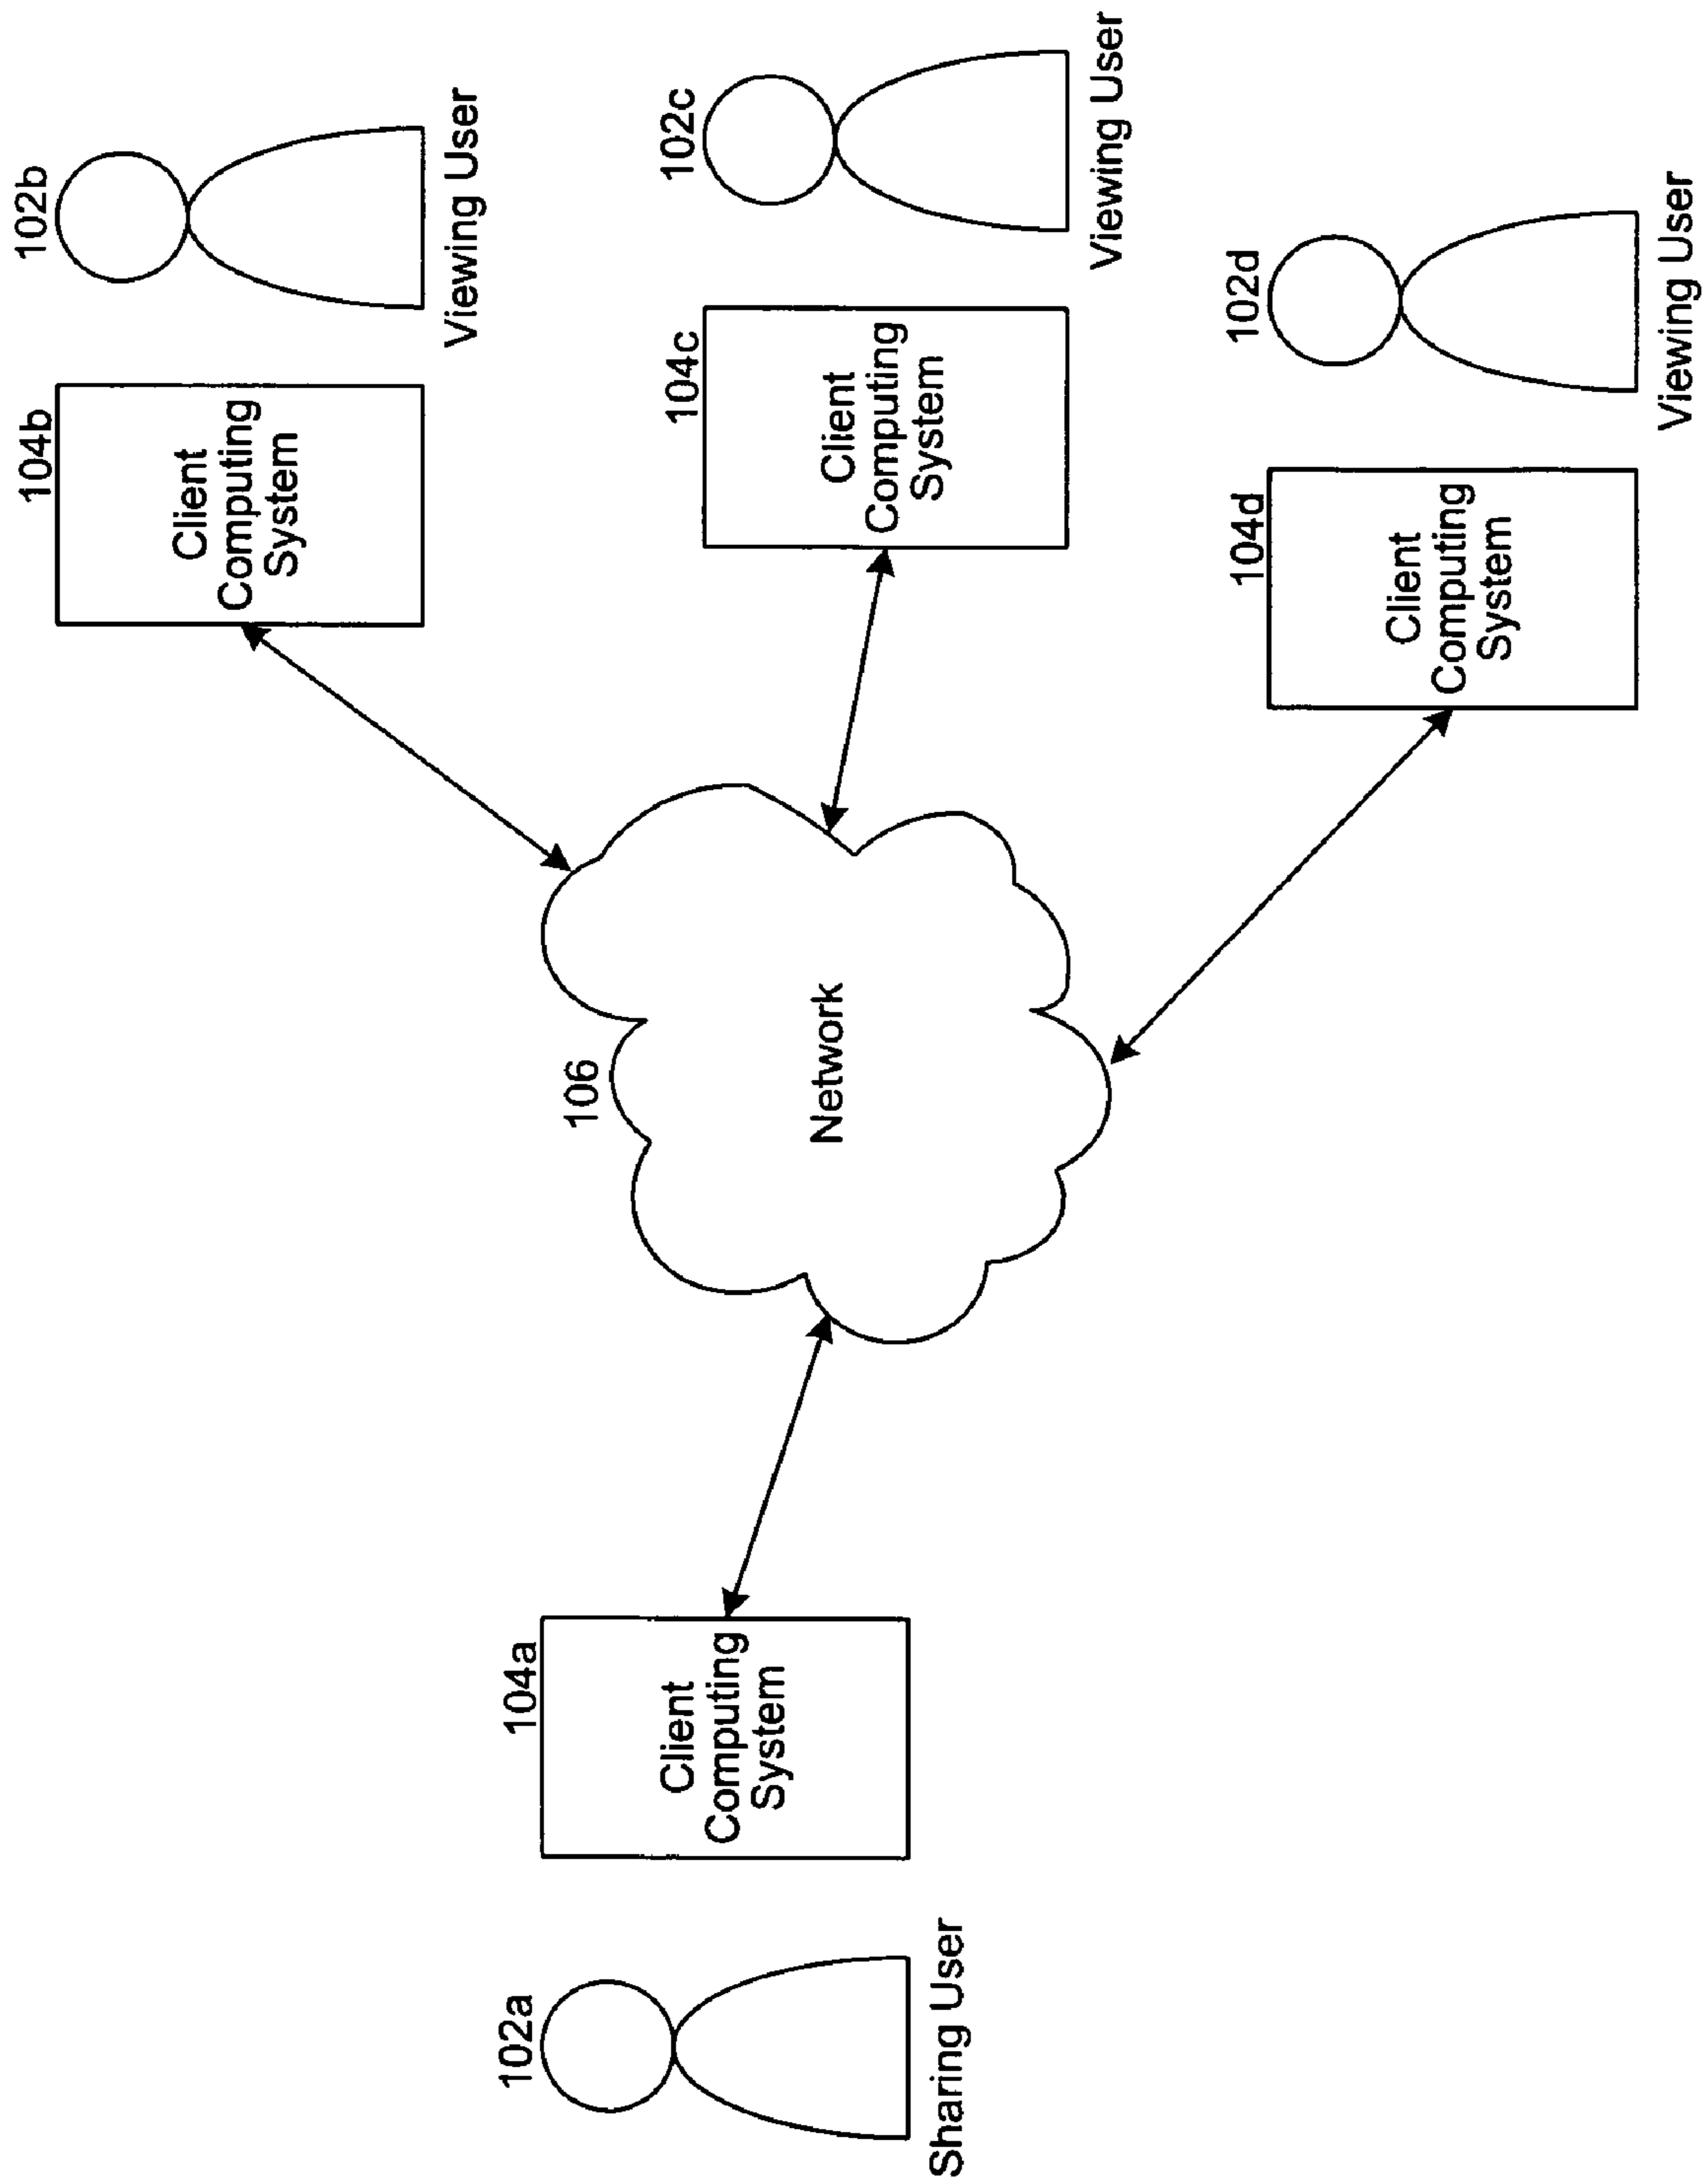 102a
Sharing User
104a
Client
Computing
System
106
Network
104b
Client
Computing
System
102b
Viewing User
104c
Client
Computing
System
102c
Viewing User
104d
Client
Computing
System
102d
Viewing User